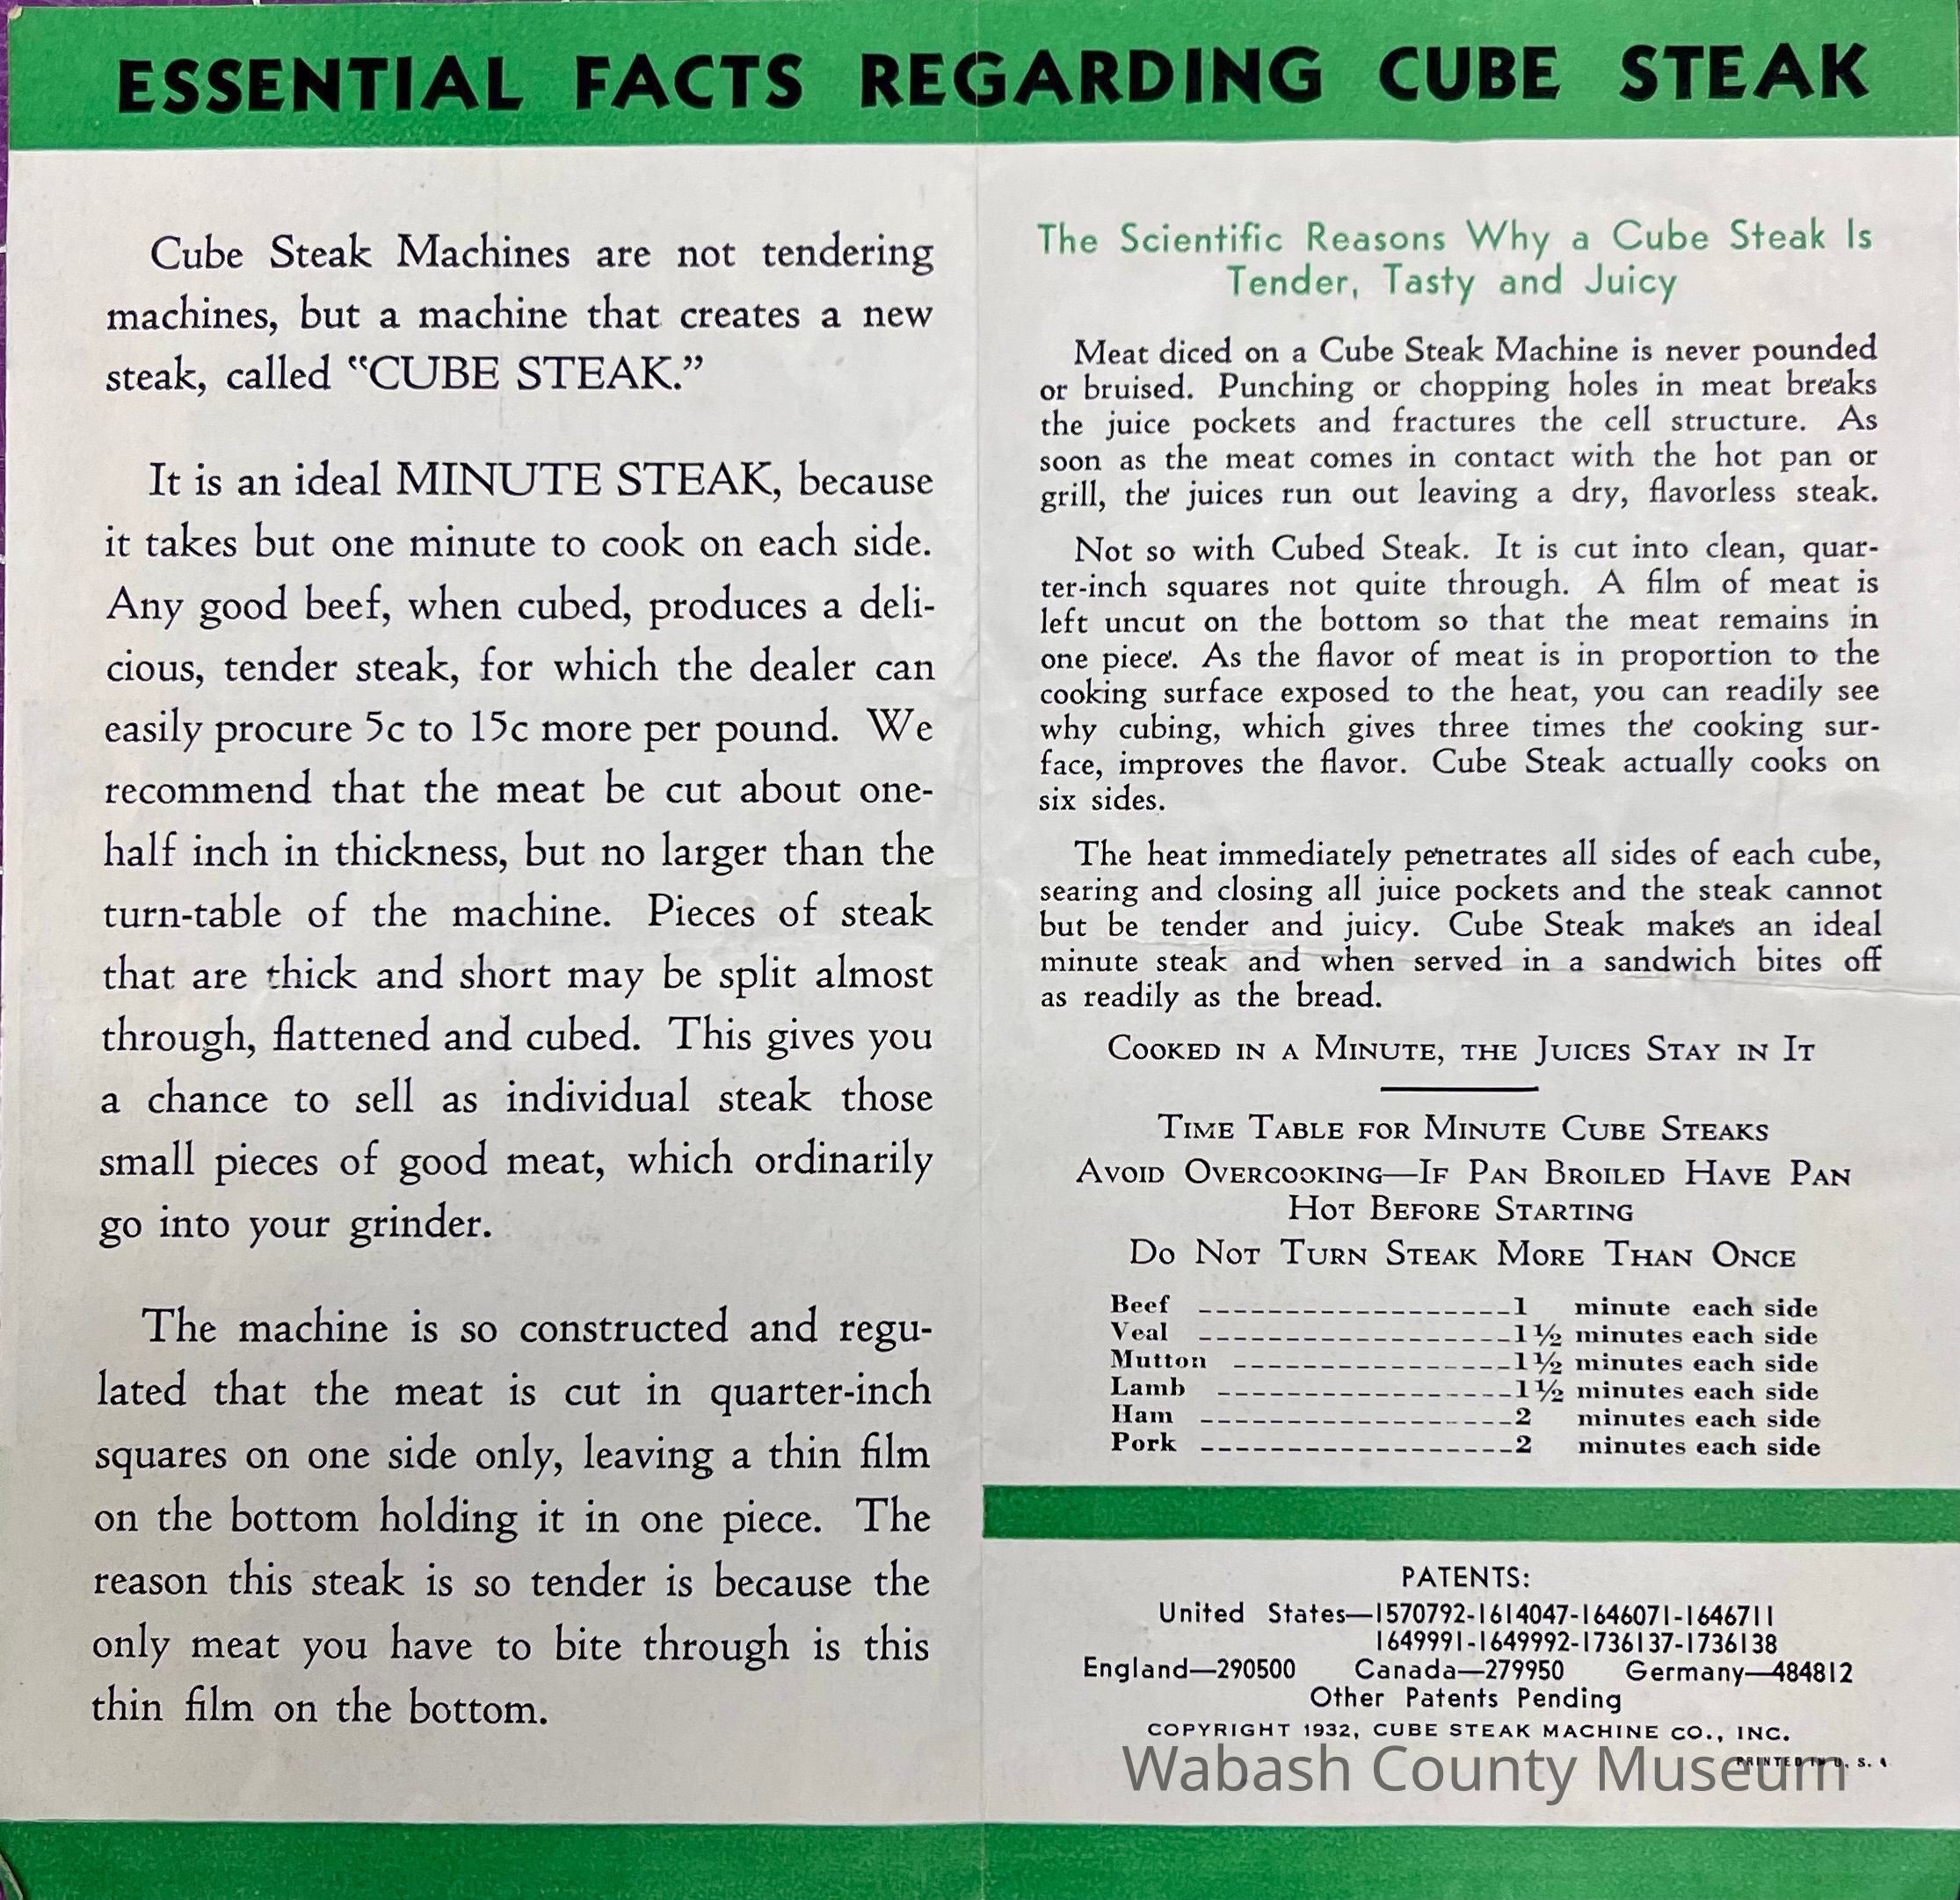 ESSENTIAL FACTS REGARDING CUBE STEAK
Cube Steak Machines are not tendering
machines, but a machine that creates a new
steak, called “CUBE STEAK.”
It is an ideal MINUTE STEAK, because
it takes but one minute to cook on each side.
Any good beef, when cubed, produces a deli-
cious, tender steak, for which the dealer can
easily procure 5c to 15c more per pound. We
recommend that the meat be cut about one-
half inch in thickness, but no larger than the
turn-table of the machine. Pieces of steak
that are thick and short may be split almost
through, flattened and cubed. This gives you
a chance to sell as individual steak those
small pieces of good meat, which ordinarily
go into your grinder.
The machine is so constructed and regu-
lated that the meat is cut in quarter-inch
squares on one side only, leaving a thin film
on the bottom holding it in one piece. The
reason this steak is so tender is because the
only meat you have to bite through is this
thin film on the bottom.
The Scientific Reasons Why a Cube Steak Is
Tender, Tasty and Juicy
Meat diced on a Cube Steak Machine is never pounded
or bruised. Punching or chopping holes in meat breaks
the juice pockets and fractures the cell structure. As
soon as the meat comes in contact with the hot pan or
grill, the juices run out leaving a dry, flavorless steak.
Not so with Cubed Steak. It is cut into clean, quar-
ter-inch squares not quite through. A film of meat is
left uncut on the bottom so that the meat remains in
one piece. As the flavor of meat is in proportion to the
cooking surface exposed to the heat, you can readily see
why cubing, which gives three times the cooking sur-
face, improves the flavor. Cube Steak actually cooks on
six sides.
The heat immediately penetrates all sides of each cube,
searing and closing all juice pockets and the steak cannot
but be tender and juicy. Cube Steak makes an ideal
minute steak and when served in a sandwich bites off
as readily as the bread.
COOKED IN A MINUTE, THE JUICES STAY IN IT
TIME TABLE FOR MINUTE CUBE STEAKS
AVOID OVERCOOKING—IF PAN BROILED HAVE PAN
HOT BEFORE STARTING
DO NOT TURN STEAK MORE THAN ONCE
Beef ------------------1 minute each side
Veal ------------------1½ minutes each side
Mutton ----------------1½ minutes each side
Lamb -----------------1½ minutes each side
Ham ------------------2 minutes each side
Pork ------------------2 minutes each side
PATENTS:
United States—1570792-1614047-1646071-1646711
1649991-1649992-1736137-1736138
England—290500 Canada—279950 Germany—484812
Other Patents Pending
COPYRIGHT 1932, CUBE STEAK MACHINE CO., INC.
PRINTED IN U. S. A
Wabash County Museum